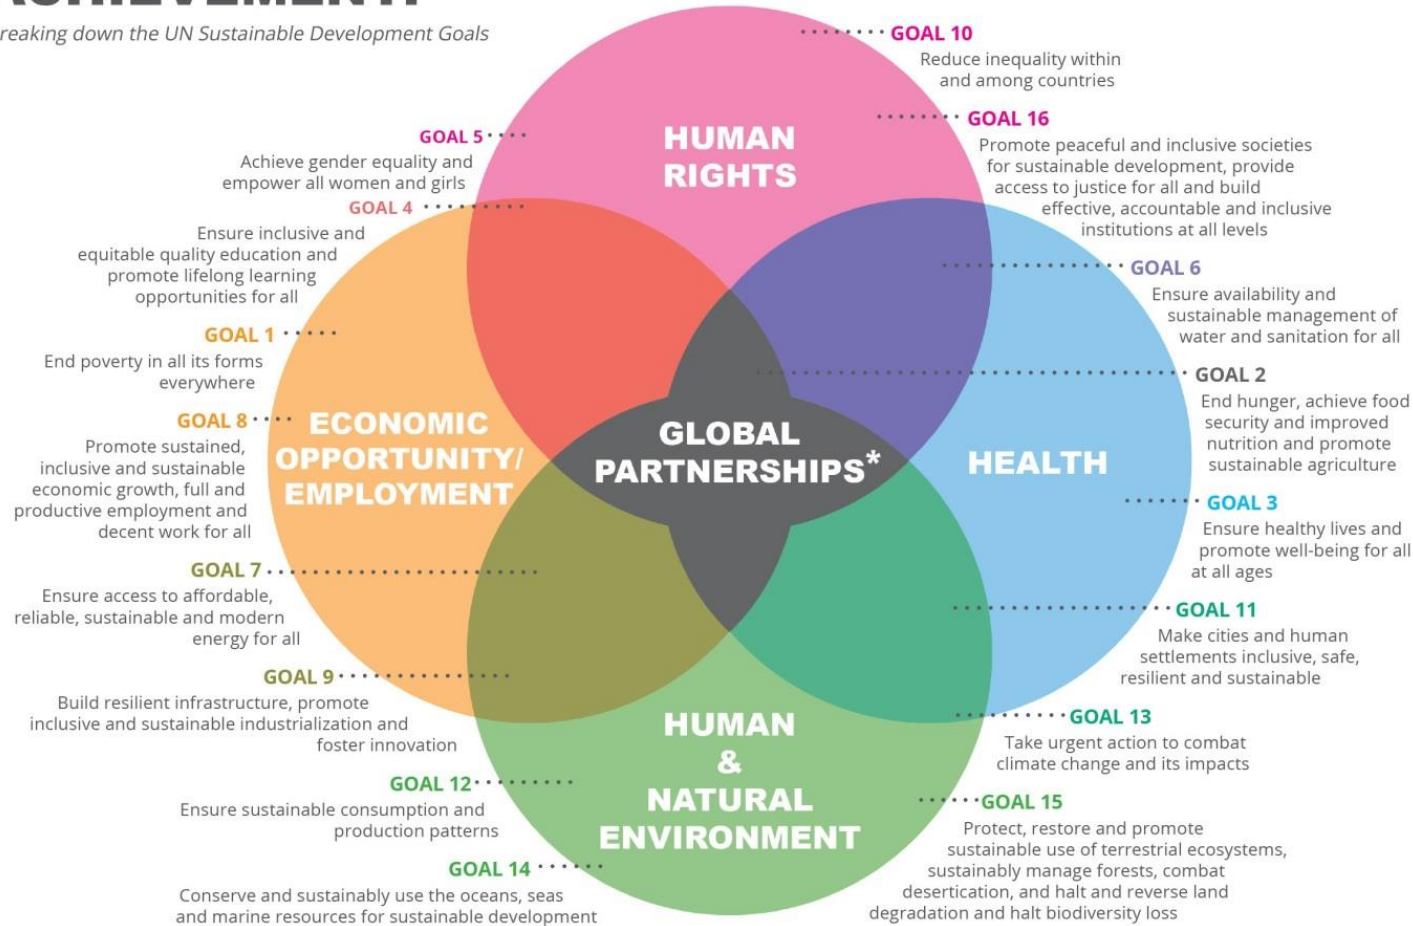 ACHIEVEMENT.
reaking down the UN Sustainable Development Goals
GOAL 10
Reduce inequality within
and among countries
GOAL 16
Promote peaceful and inclusive societies
for sustainable development, provide
access to justice for all and build
effective, accountable and inclusive
institutions at all levels
GOAL 5
Achieve gender equality and
empower all women and girls
GOAL 4
Ensure inclusive and
equitable quality education and
promote lifelong learning
opportunities for all
GOAL 1
End poverty in all its forms
everywhere
GOAL 8
Promote sustained,
inclusive and sustainable
economic growth, full and
productive employment and
decent work for all
GOAL 7
Ensure access to affordable,
reliable, sustainable and modern
energy for all
GOAL 9
Build resilient infrastructure, promote
inclusive and sustainable industrialization and
foster innovation
GOAL 12
Ensure sustainable consumption and
production patterns
GOAL 14
Conserve and sustainably use the oceans, seas
and marine resources for sustainable development
HUMAN
RIGHTS
ECONOMIC
OPPORTUNITY/
EMPLOYMENT
GLOBAL
PARTNERSHIPS*
HEALTH
HUMAN
&
NATURAL
ENVIRONMENT
GOAL 6
Ensure availability and
sustainable management of
water and sanitation for all
GOAL 2
End hunger, achieve food
security and improved
nutrition and promote
sustainable agriculture
GOAL 3
Ensure healthy lives and
promote well-being for all
at all ages
GOAL 11
Make cities and human
settlements inclusive, safe,
resilient and sustainable
GOAL 13
Take urgent action to combat
climate change and its impacts
GOAL 15
Protect, restore and promote
sustainable use of terrestrial ecosystems,
sustainably manage forests, combat
desertication, and halt and reverse land
degradation and halt biodiversity loss